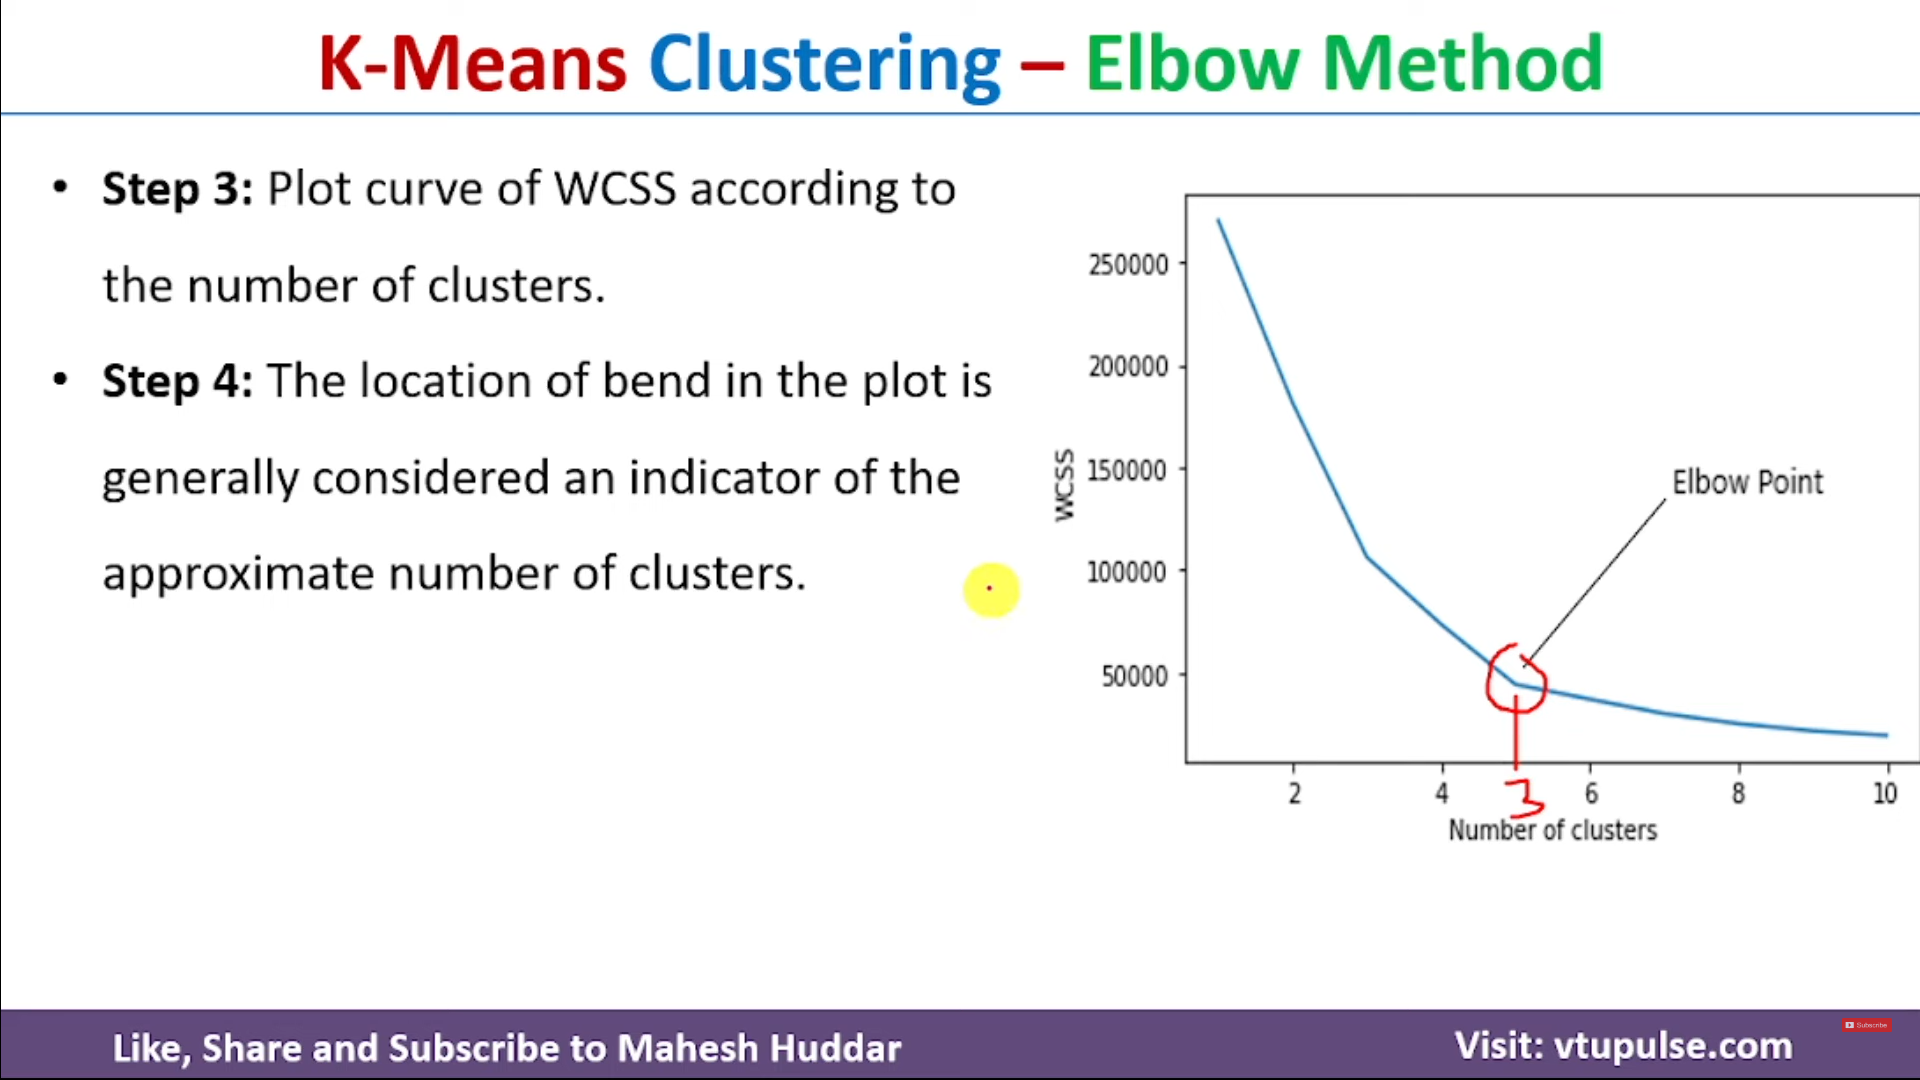 K-Means Clustering – Elbow Method
• Step 3: Plot curve of WCSS according to
the number of clusters.
• Step 4: The location of bend in the plot is
generally considered an indicator of the
approximate number of clusters.
250000
200000
150000
100000
50000
WCSS
Elbow Point
2 4 3 6 8 10
Number of clusters
Subscribe
Like, Share and Subscribe to Mahesh Huddar
Visit: vtupulse.com